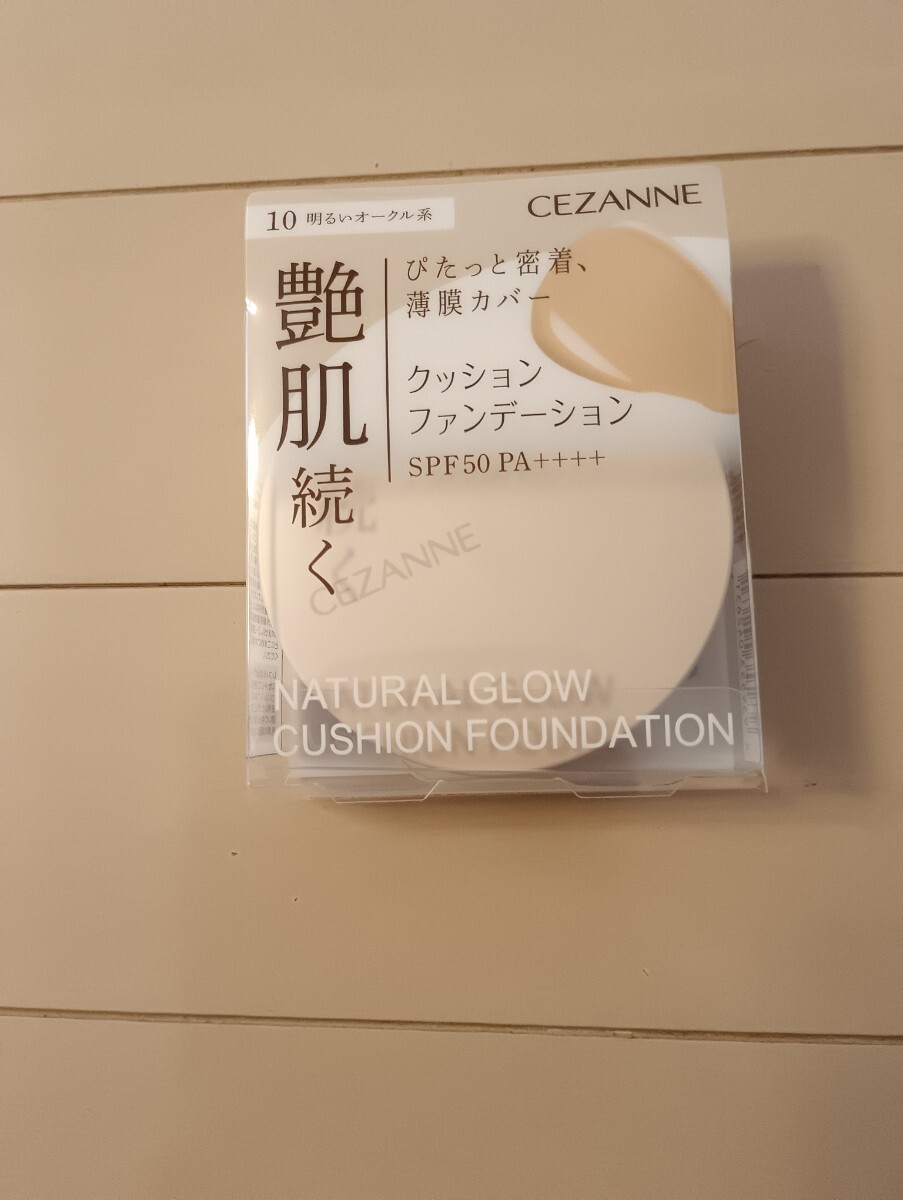 10 明るいオークル系
CEZANNE
艶肌続く
ぴたっと密着、
薄膜カバー
クッション
ファンデーション
SPF50 PA++++
CEZANNE
NATURAL GLOW
CUSHION FOUNDATION